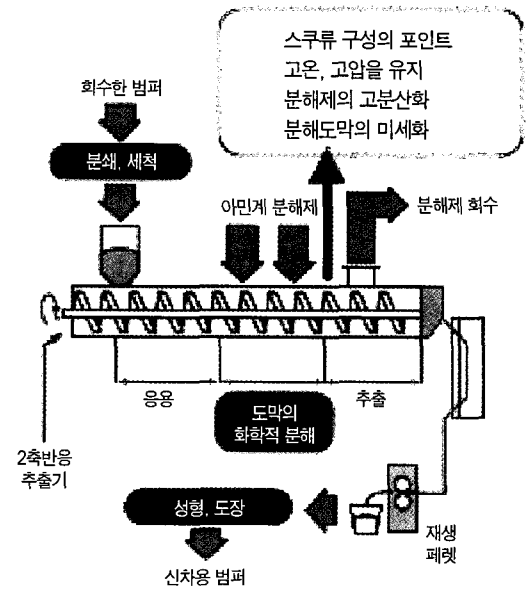 스쿠류 구성의 포인트
고온, 고압을 유지
분해제의 고분산화
분해도막의 미세화
회수한 범퍼
분쇄, 세척
아민계 분해제
분해제 회수
응용
도막의
화학적 분해
추출
2축반응
추출기
성형, 도장
재생
페렛
신차용 범퍼